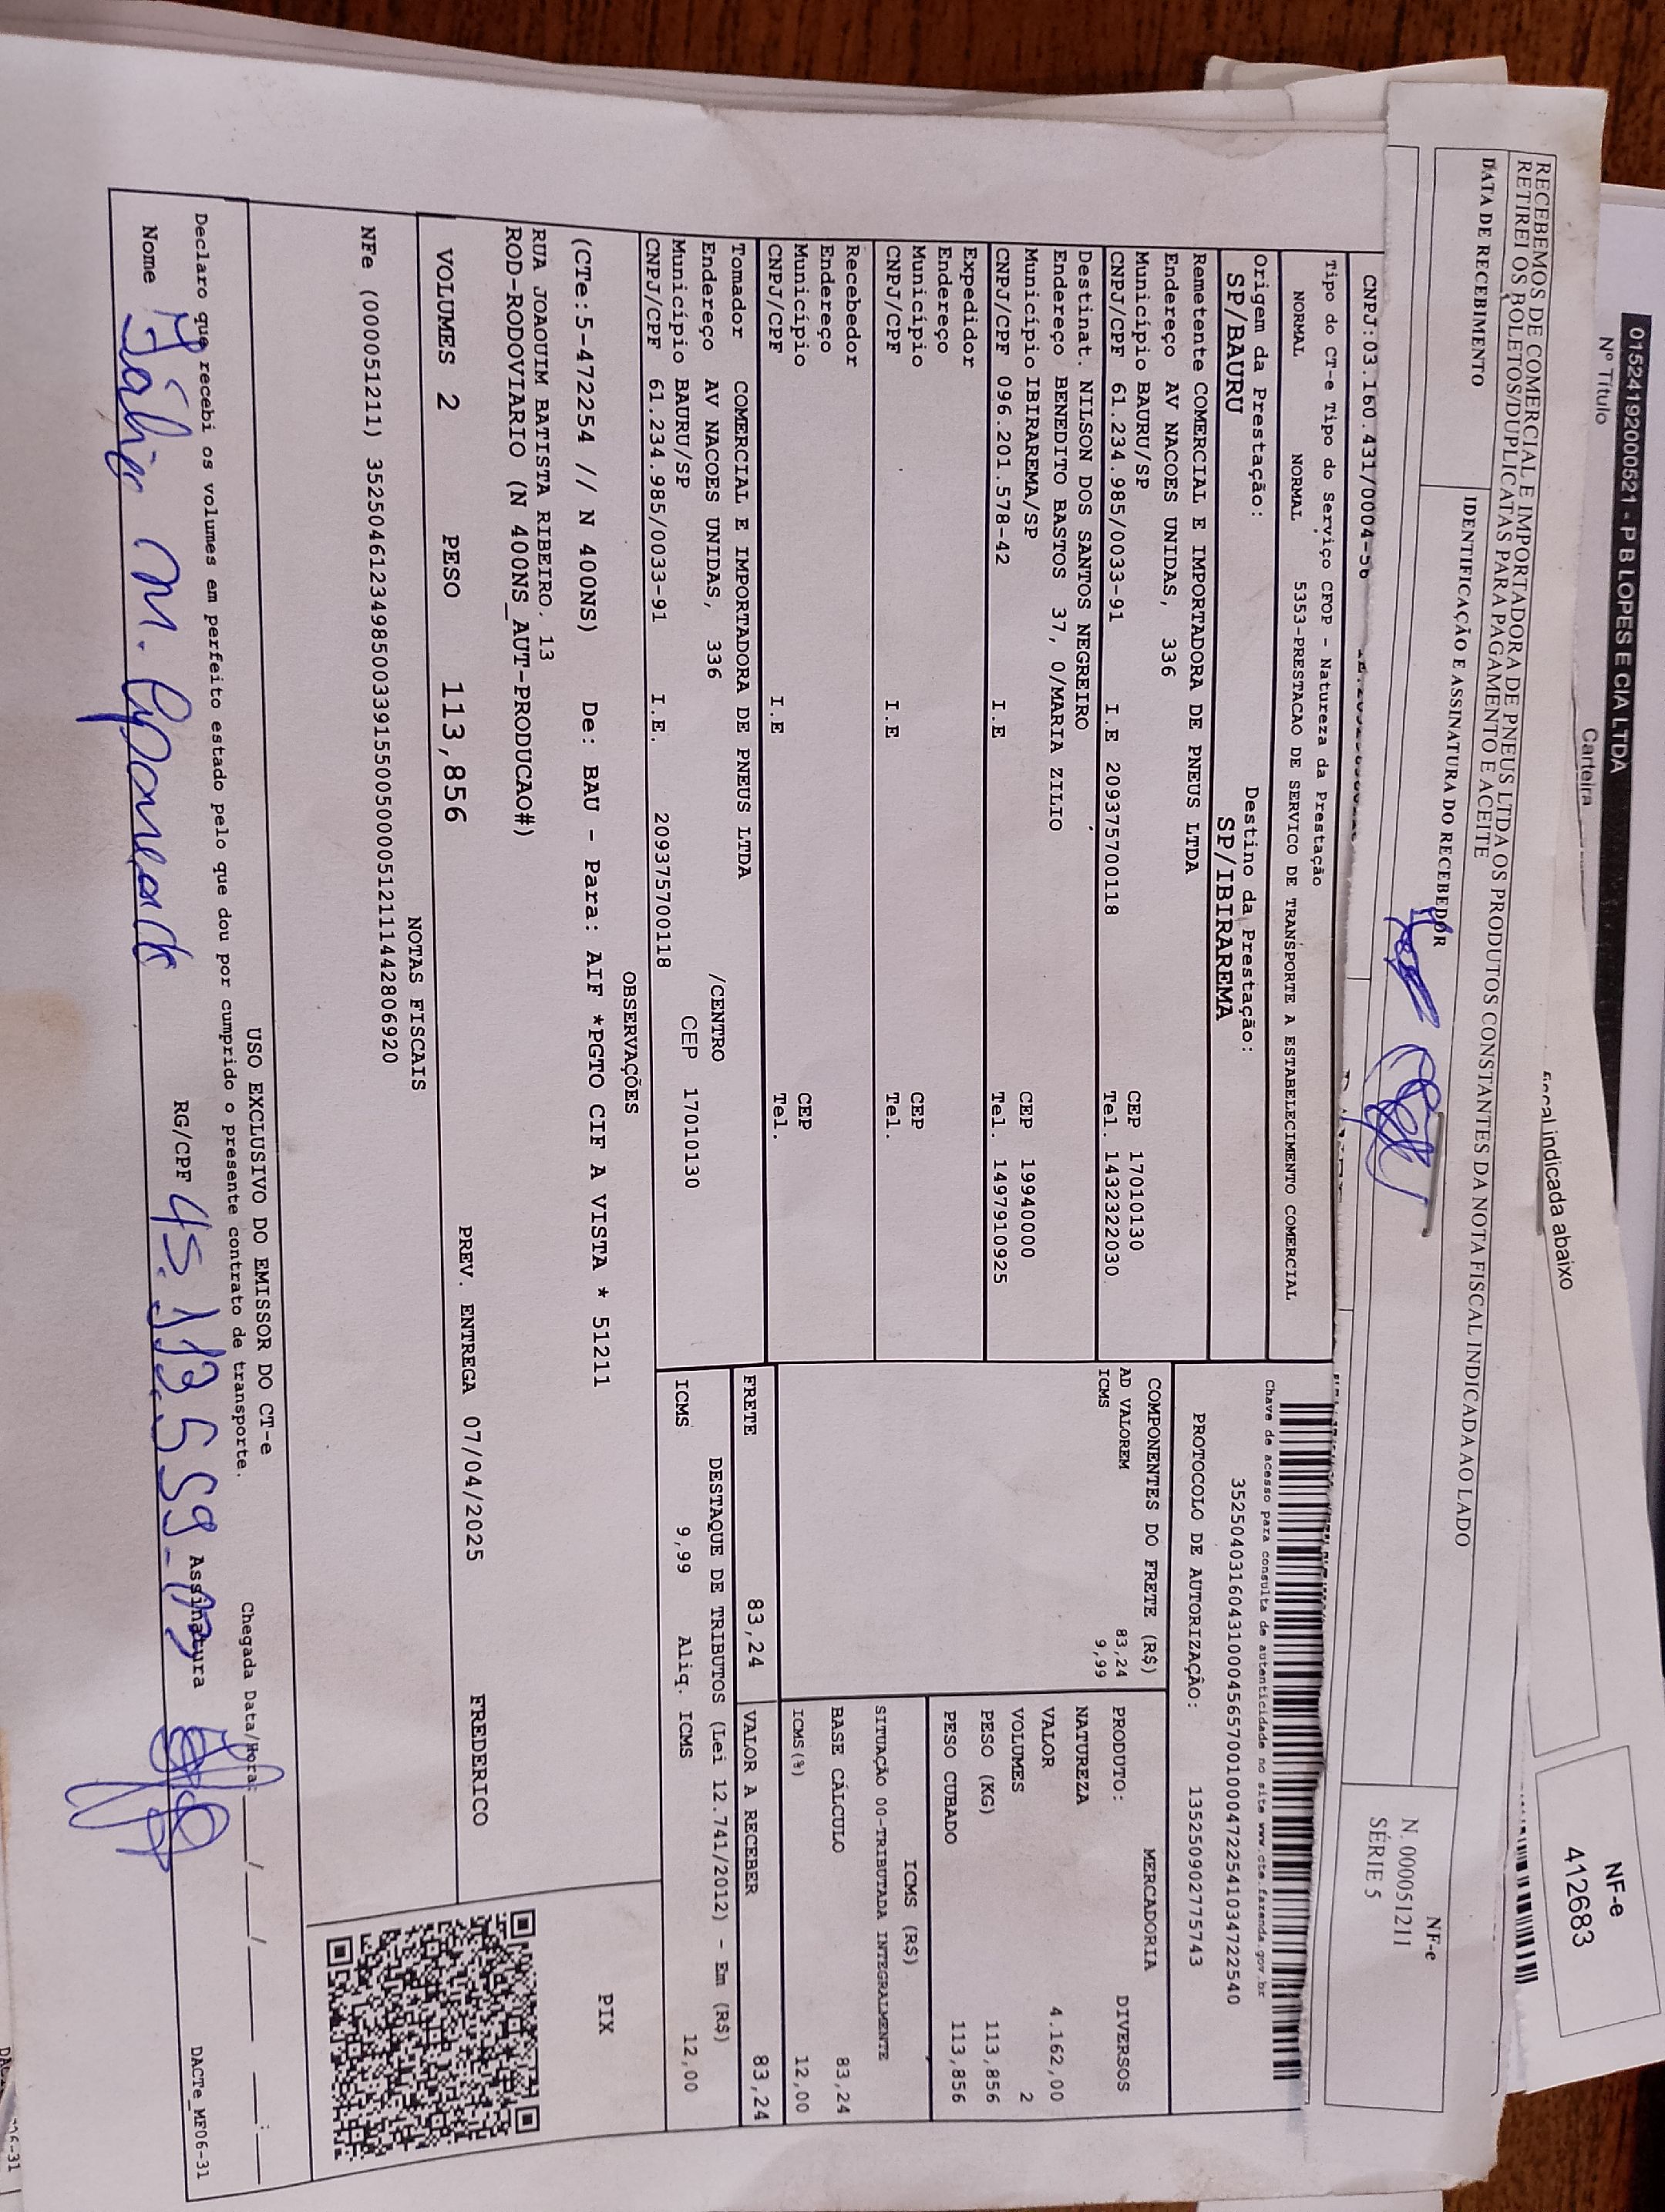 01524192000521 - P B LOPES E CIA LTDA
Nº Título
Carteira
fiscal indicada abaixo
NF-e
412683
RECEBEMOS DE COMERCIAL E IMPORTADORA DE PNEUS LTDA OS PRODUTOS CONSTANTES DA NOTA FISCAL INDICADA AO LADO
RETIREI OS BOLETOS/DUPLICATAS PARA PAGAMENTO E ACEITE
DATA DE RECEBIMENTO
IDENTIFICAÇÃO E ASSINATURA DO RECEBEDOR
NF-e
N. 000051211
SÉRIE 5
CNPJ:03.160.431/0004-56
Tipo do CT-e Tipo do Serviço CFOP - Natureza da Prestação
NORMAL NORMAL 5353-PRESTACAO DE SERVICO DE TRANSPORTE A ESTABELECIMENTO COMERCIAL
Chave de acesso para consulta de autenticidade no site www.cte.fazenda.gov.br
35250403160431000456570010004722541034722540
Origem da Prestação: Destino da Prestação:
SP/BAURU SP/IBIRAREMA
PROTOCOLO DE AUTORIZAÇÃO: 135250902775743
Remetente COMERCIAL E IMPORTADORA DE PNEUS LTDA
Endereço AV NACOES UNIDAS, 336
Município BAURU/SP CEP 17010130
CNPJ/CPF 61.234.985/0033-91 I.E 209375700118 Tel. 1432322030
Destinat. NILSON DOS SANTOS NEGREIRO
Endereço BENEDITO BASTOS 37, 0/MARIA ZILIO
Município IBIRAREMA/SP CEP 19940000
CNPJ/CPF 096.201.578-42 I.E Tel. 1497910925
Expedidor
Endereço
Município CEP
CNPJ/CPF I.E Tel.
Recebedor
Endereço
Município CEP
CNPJ/CPF I.E Tel.
Tomador COMERCIAL E IMPORTADORA DE PNEUS LTDA
Endereço AV NACOES UNIDAS, 336 /CENTRO
Município BAURU/SP CEP 17010130
CNPJ/CPF 61.234.985/0033-91 I.E. 209375700118
COMPONENTES DO FRETE (R$)
AD VALOREM 83,24
ICMS 9,99
MERCADORIA
PRODUTO: DIVERSOS
NATUREZA
VALOR 4.162,00
VOLUMES 2
PESO (KG) 113,856
PESO CUBADO 113,856
ICMS (R$)
SITUAÇÃO 00-TRIBUTADA INTEGRALMENTE
BASE CÁLCULO 83,24
ICMS(%) 12,00
FRETE 83,24 VALOR A RECEBER 83,24
DESTAQUE DE TRIBUTOS (Lei 12.741/2012) - Em (R$)
ICMS 9,99 Aliq. ICMS 12,00
OBSERVAÇÕES
(CTe:5-472254 // N 400NS) De: BAU - Para: AIF *PGTO CIF A VISTA * 51211
RUA JOAQUIM BATISTA RIBEIRO. 13
ROD-RODOVIARIO (N 400NS_AUT-PRODUCAO#)
PIX
VOLUMES 2 PESO 113,856 PREV. ENTREGA 07/04/2025 FREDERICO
NOTAS FISCAIS
NFe (000051211) 35250461234985003391550050000512111442806920
USO EXCLUSIVO DO EMISSOR DO CT-e
Declaro que recebi os volumes em perfeito estado pelo que dou por cumprido o presente contrato de transporte.
Chegada Data/Hora: ____/____/____ ___:___
Nome RG/CPF Assinatura
DACTe_MF06-31